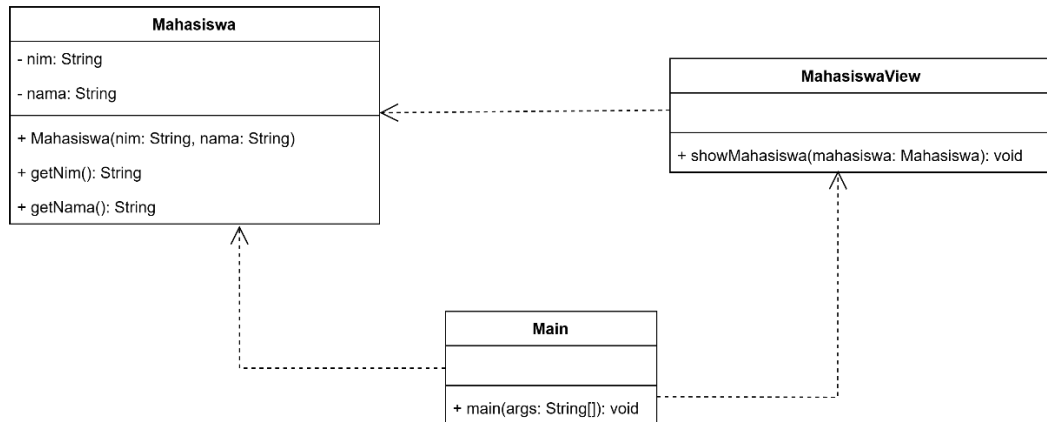 Mahasiswa
- nim: String
- nama: String
+ Mahasiswa(nim: String, nama: String)
+ getNim(): String
+ getNama(): String
MahasiswaView
+ showMahasiswa(mahasiswa: Mahasiswa): void
Main
+ main(args: String[]): void